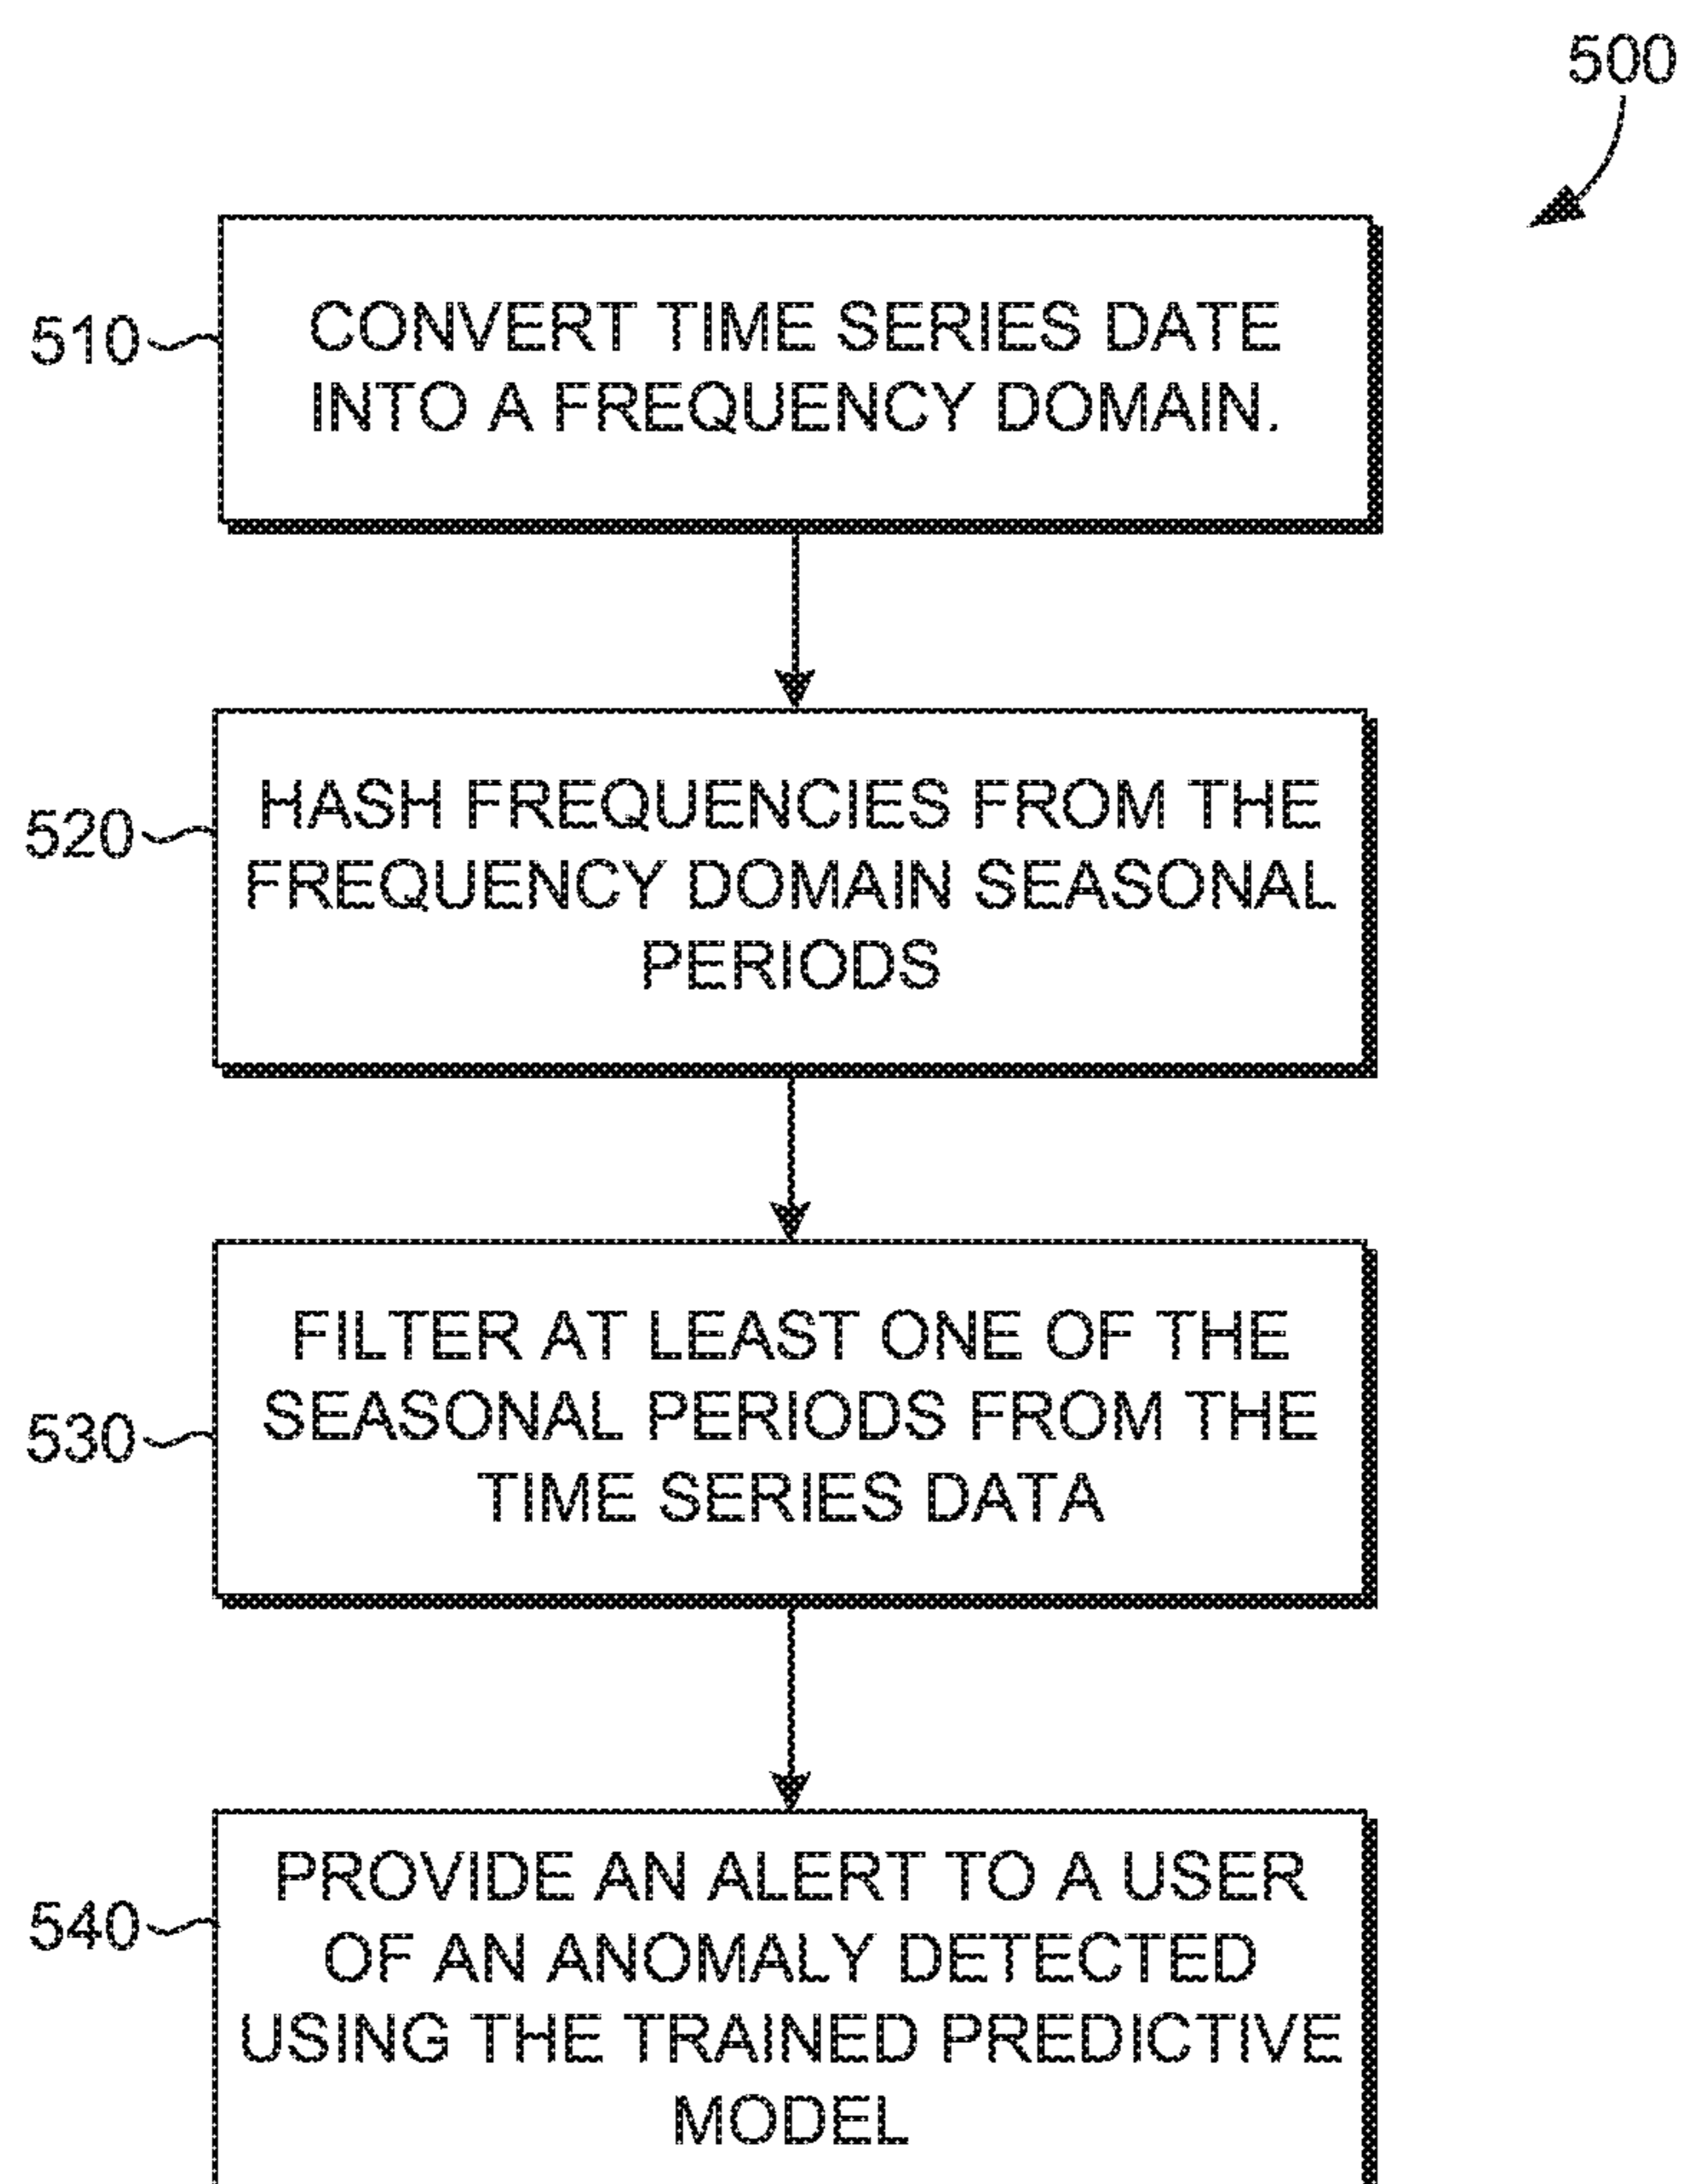 500
510
CONVERT TIME SERIES DATE
INTO A FREQUENCY DOMAIN.
520
HASH FREQUENCIES FROM THE
FREQUENCY DOMAIN SEASONAL
PERIODS
530
FILTER AT LEAST ONE OF THE
SEASONAL PERIODS FROM THE
TIME SERIES DATA
540
PROVIDE AN ALERT TO A USER
OF AN ANOMALY DETECTED
USING THE TRAINED PREDICTIVE
MODEL